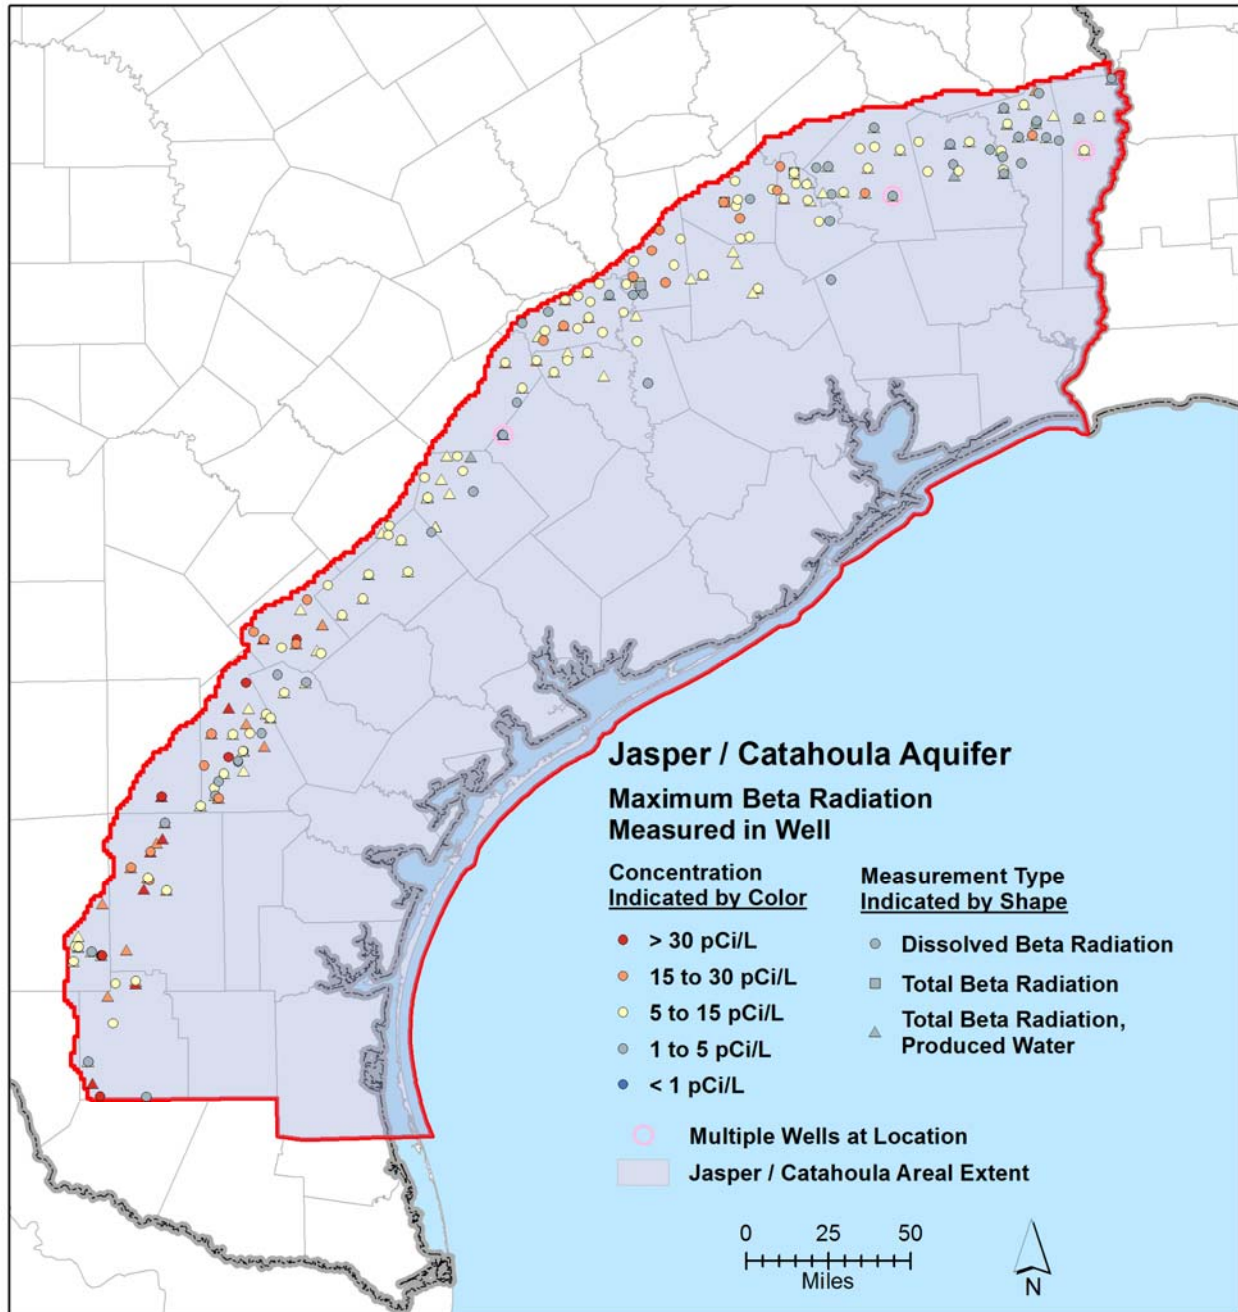 Jasper / Catahoula Aquifer
Maximum Beta Radiation
Measured in Well
Concentration
Indicated by Color
> 30 pCi/L
15 to 30 pCi/L
5 to 15 pCi/L
1 to 5 pCi/L
< 1 pCi/L
Measurement Type
Indicated by Shape
Dissolved Beta Radiation
Total Beta Radiation
Total Beta Radiation,
Produced Water
Multiple Wells at Location
Jasper / Catahoula Areal Extent
0 25 50
Miles
N